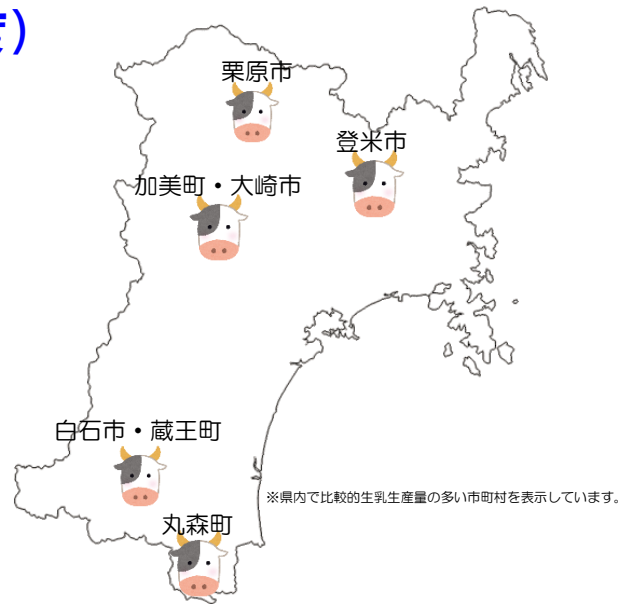 度)
栗原市
登米市
加美町・大崎市
白石市・蔵王町
※県内で比較的生乳生産量の多い市町村を表示しています。
丸森町